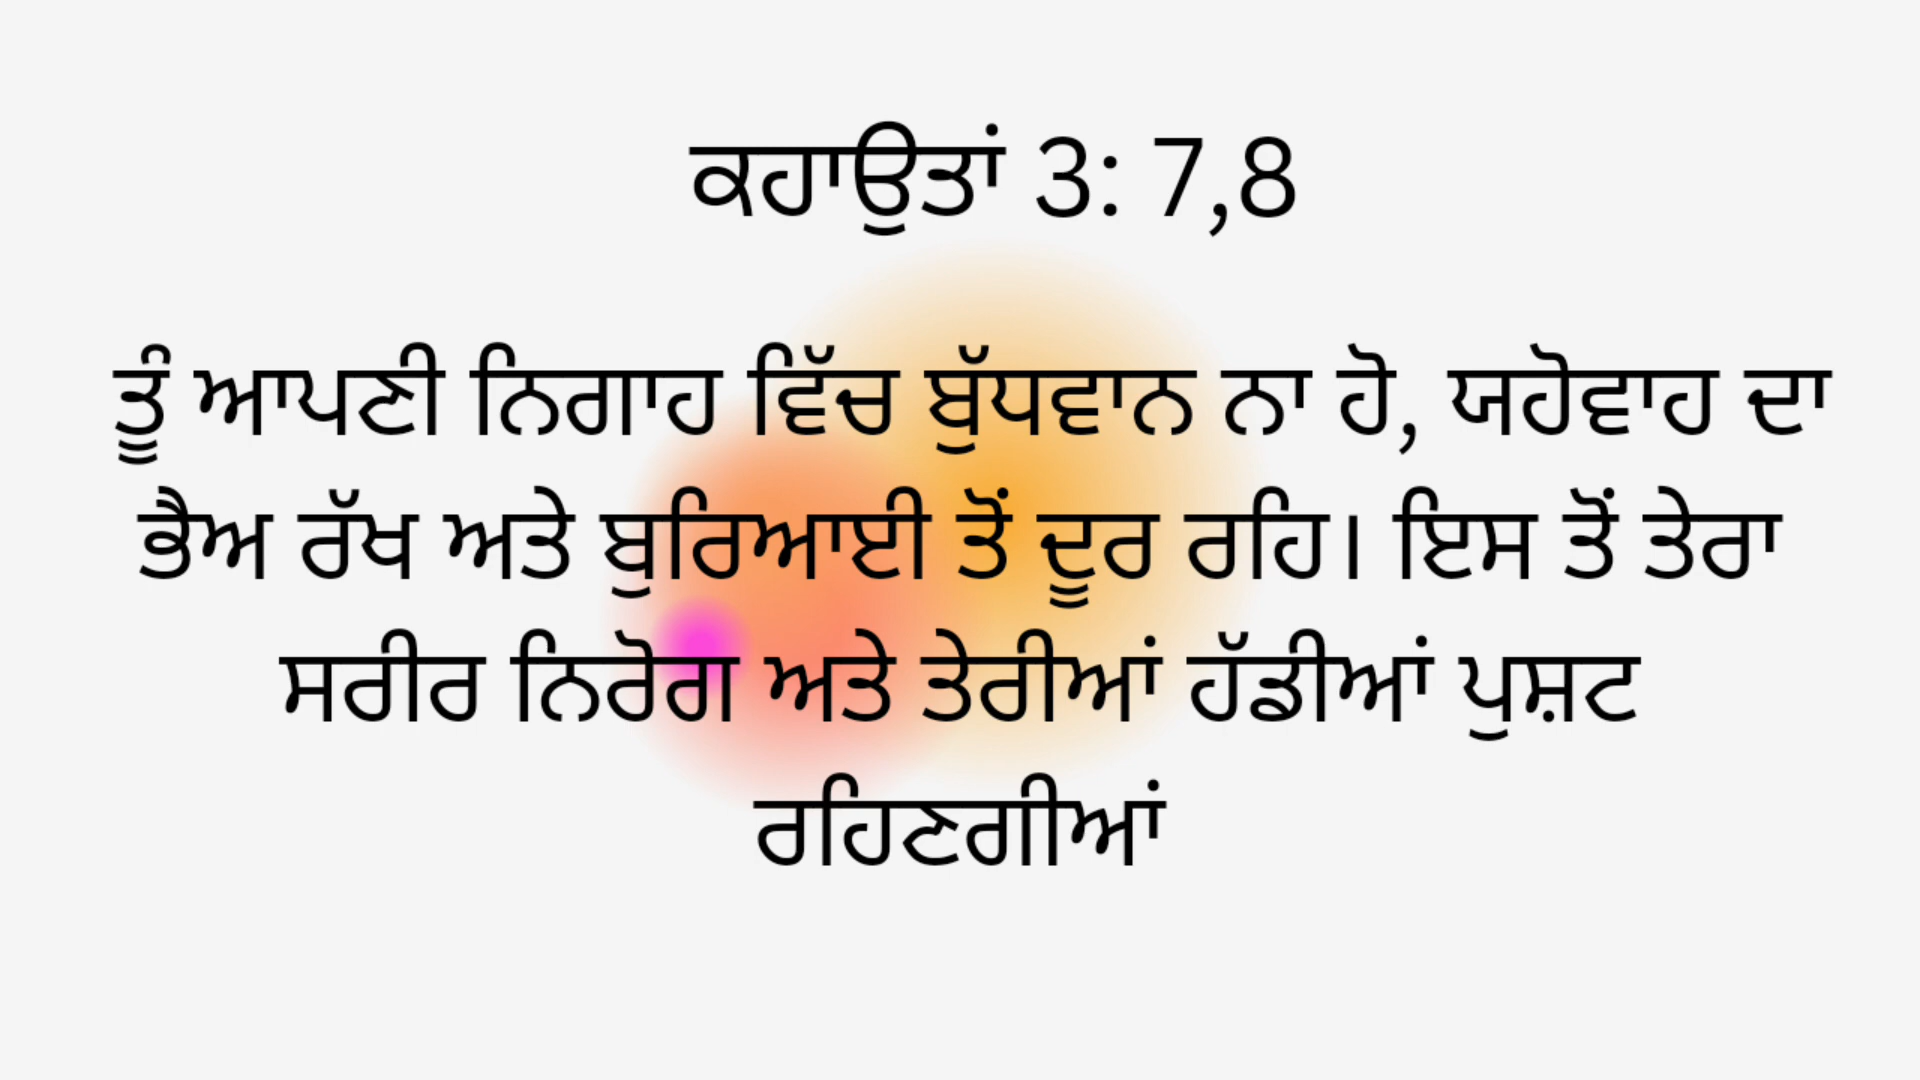 ਕਹਾਉਤਾਂ 3: 7,8
ਤੂੰ ਆਪਣੀ ਨਿਗਾਹ ਵਿੱਚ ਬੁੱਧਵਾਨ ਨਾ ਹੋ, ਯਹੋਵਾਹ ਦਾ
ਭੈਅ ਰੱਖ ਅਤੇ ਬੁਰਿਆਈ ਤੋਂ ਦੂਰ ਰਹਿ। ਇਸ ਤੋਂ ਤੇਰਾ
ਸਰੀਰ ਨਿਰੋਗ ਅਤੇ ਤੇਰੀਆਂ ਹੱਡੀਆਂ ਪੁਸ਼ਟ
ਰਹਿਣਗੀਆਂ